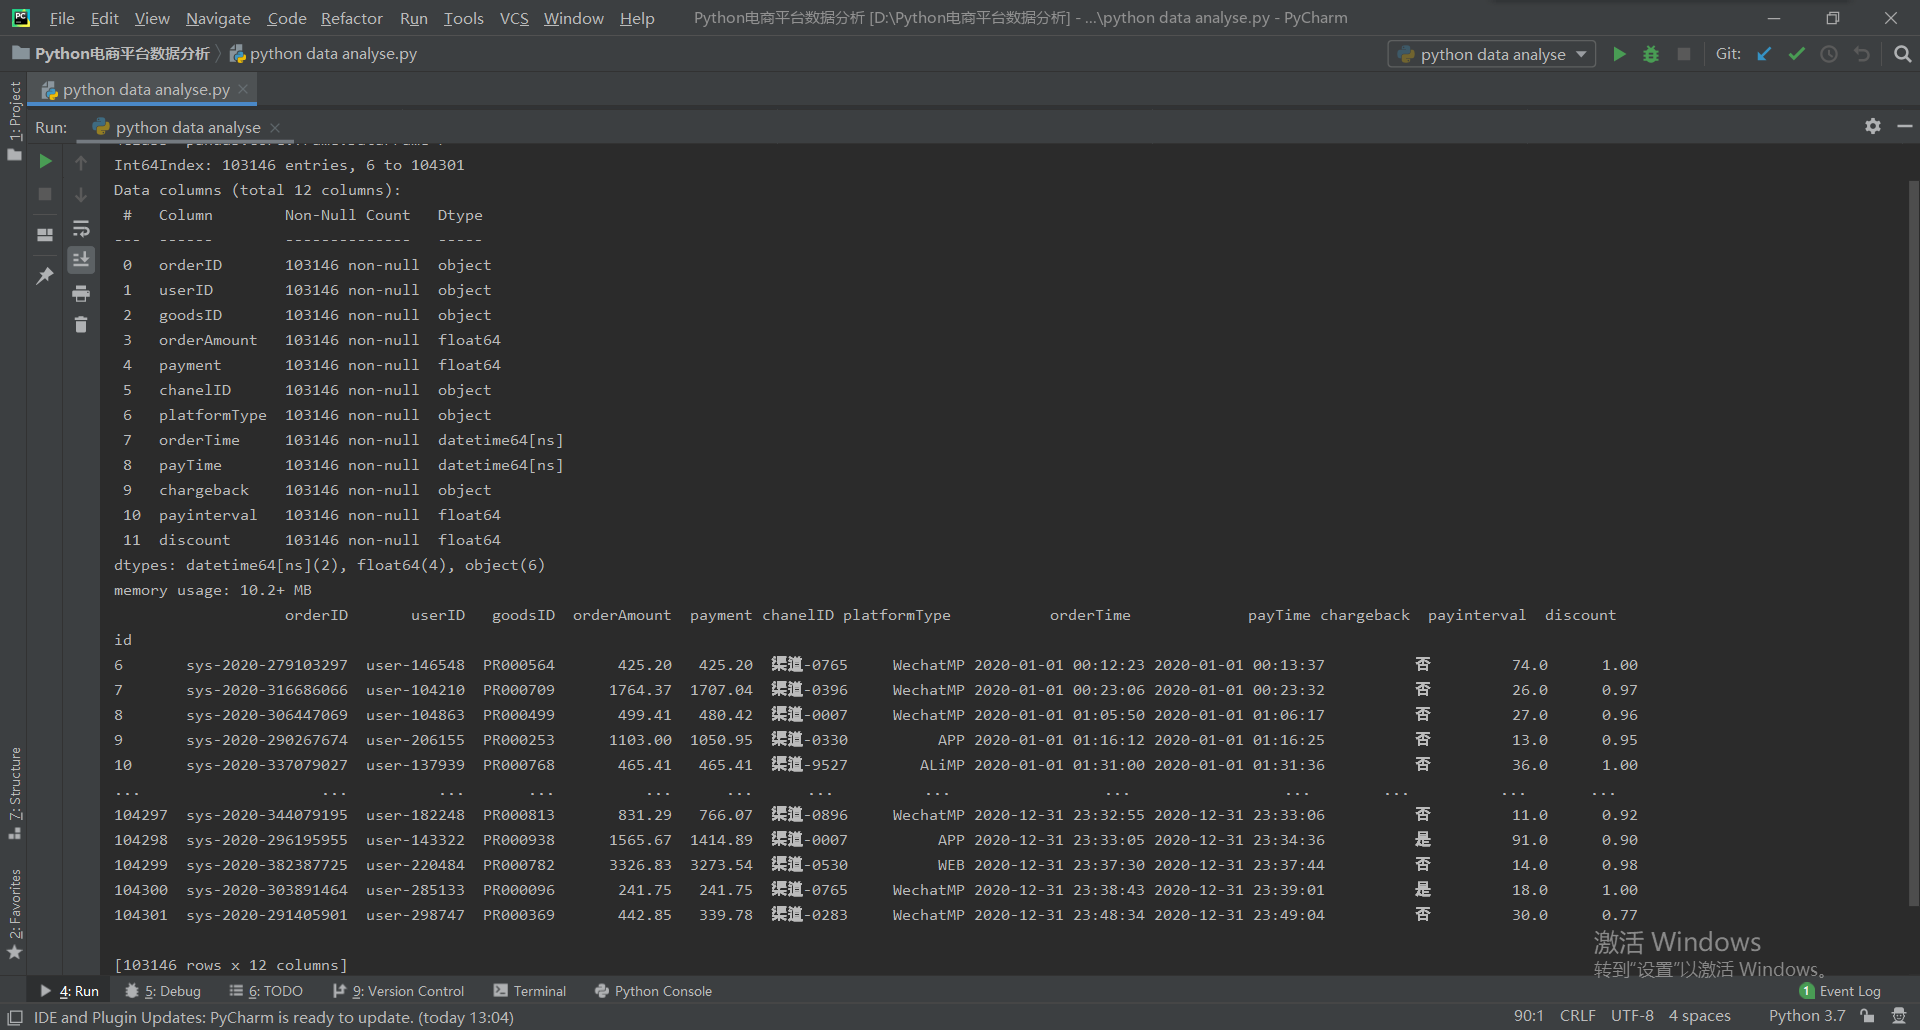 File Edit View Navigate Code Refactor Run Tools VCS Window Help Python电商平台数据分析 [D:\Python电商平台数据分析] - ...\python data analyse.py - PyCharm
Python电商平台数据分析 python data analyse.py python data analyse Git:
1: Project
python data analyse.py
Run: python data analyse
Int64Index: 103146 entries, 6 to 104301
Data columns (total 12 columns):
# Column Non-Null Count Dtype
--- ------ -------------- -----
0 orderID 103146 non-null object
1 userID 103146 non-null object
2 goodsID 103146 non-null object
3 orderAmount 103146 non-null float64
4 payment 103146 non-null float64
5 chanelID 103146 non-null object
6 platformType 103146 non-null object
7 orderTime 103146 non-null datetime64[ns]
8 payTime 103146 non-null datetime64[ns]
9 chargeback 103146 non-null object
10 payinterval 103146 non-null float64
11 discount 103146 non-null float64
dtypes: datetime64[ns](2), float64(4), object(6)
memory usage: 10.2+ MB
orderID userID goodsID orderAmount payment chanelID platformType orderTime payTime chargeback payinterval discount
id
6 sys-2020-279103297 user-146548 PR000564 425.20 425.20 渠道-0765 WechatMP 2020-01-01 00:12:23 2020-01-01 00:13:37 否 74.0 1.00
7 sys-2020-316686066 user-104210 PR000709 1764.37 1707.04 渠道-0396 WechatMP 2020-01-01 00:23:06 2020-01-01 00:23:32 否 26.0 0.97
8 sys-2020-306447069 user-104863 PR000499 499.41 480.42 渠道-0007 WechatMP 2020-01-01 01:05:50 2020-01-01 01:06:17 否 27.0 0.96
9 sys-2020-290267674 user-206155 PR000253 1103.00 1050.95 渠道-0330 APP 2020-01-01 01:16:12 2020-01-01 01:16:25 否 13.0 0.95
10 sys-2020-337079027 user-137939 PR000768 465.41 465.41 渠道-9527 ALiMP 2020-01-01 01:31:00 2020-01-01 01:31:36 否 36.0 1.00
... ... ... ... ... ... ... ... ... ... ... ... ...
104297 sys-2020-344079195 user-182248 PR000813 831.29 766.07 渠道-0896 WechatMP 2020-12-31 23:32:55 2020-12-31 23:33:06 否 11.0 0.92
104298 sys-2020-296195955 user-143322 PR000938 1565.67 1414.89 渠道-0007 APP 2020-12-31 23:33:05 2020-12-31 23:34:36 是 91.0 0.90
104299 sys-2020-382387725 user-220484 PR000782 3326.83 3273.54 渠道-0530 WEB 2020-12-31 23:37:30 2020-12-31 23:37:44 否 14.0 0.98
104300 sys-2020-303891464 user-285133 PR000096 241.75 241.75 渠道-0765 WechatMP 2020-12-31 23:38:43 2020-12-31 23:39:01 是 18.0 1.00
104301 sys-2020-291405901 user-298747 PR000369 442.85 339.78 渠道-0283 WechatMP 2020-12-31 23:48:34 2020-12-31 23:49:04 否 30.0 0.77
[103146 rows x 12 columns]
7: Structure
2: Favorites
激活 Windows
转到“设置”以激活 Windows。
4: Run 5: Debug 6: TODO 9: Version Control Terminal Python Console 1 Event Log
IDE and Plugin Updates: PyCharm is ready to update. (today 13:04) 90:1 CRLF UTF-8 4 spaces Python 3.7